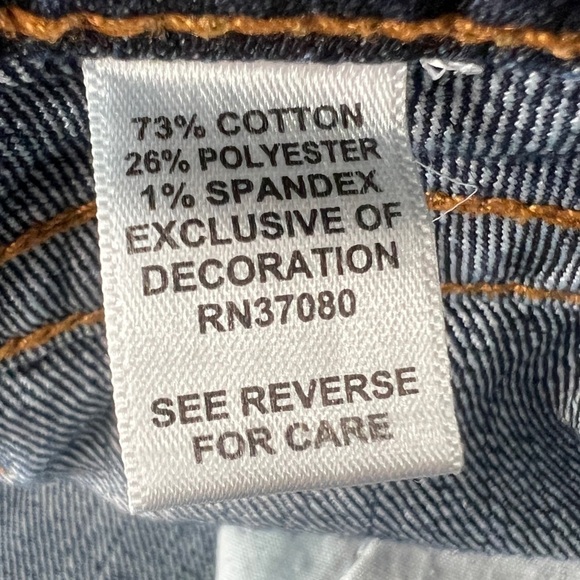 73% COTTON
26% POLYESTER
1% SPANDEX
EXCLUSIVE OF
DECORATION
RN37080
SEE REVERSE
FOR CARE